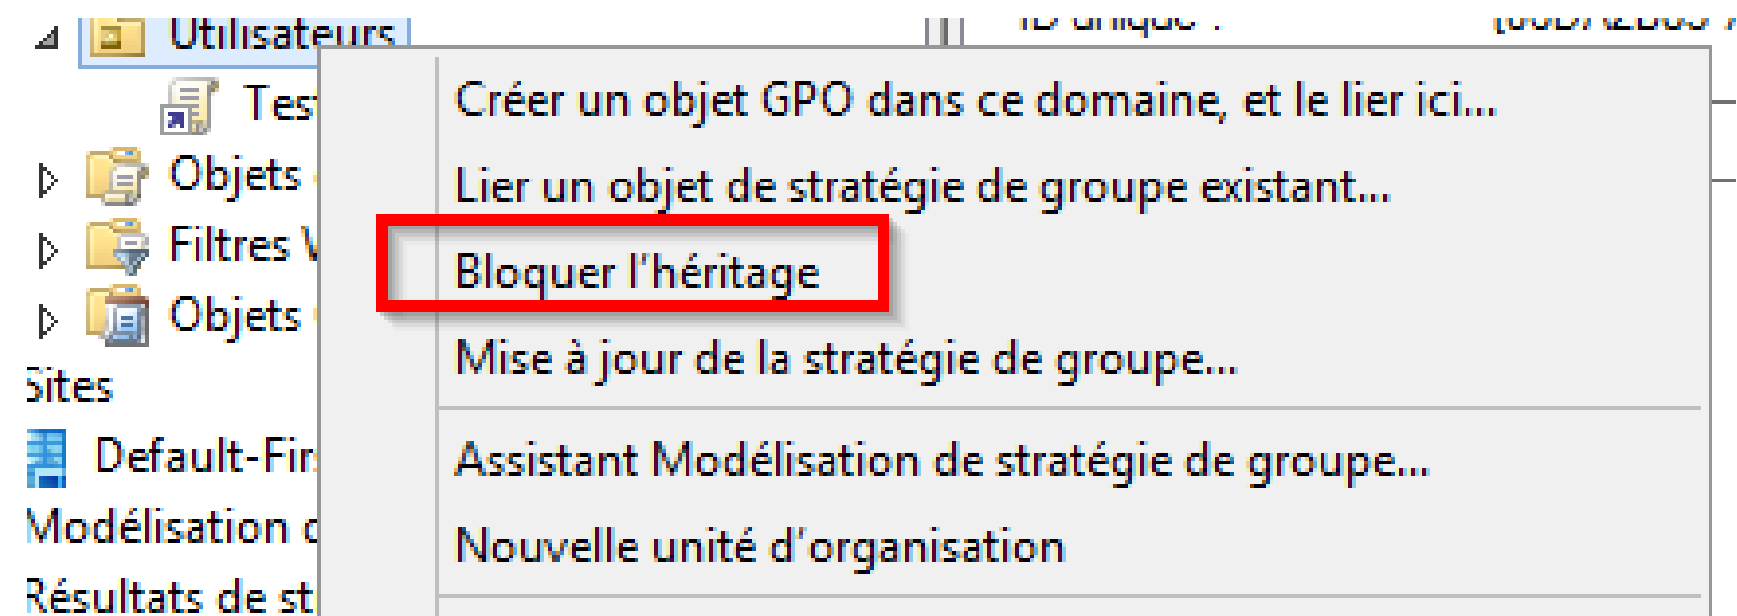 Utilisateurs
ID unique :
Créer un objet GPO dans ce domaine, et le lier ici...
Lier un objet de stratégie de groupe existant...
Objets
Filtres
Bloquer l'héritage
Objets
Mise à jour de la stratégie de groupe...
Sites
Default-Fir
Assistant Modélisation de stratégie de groupe...
Modélisation
Nouvelle unité d'organisation
Résultats de st